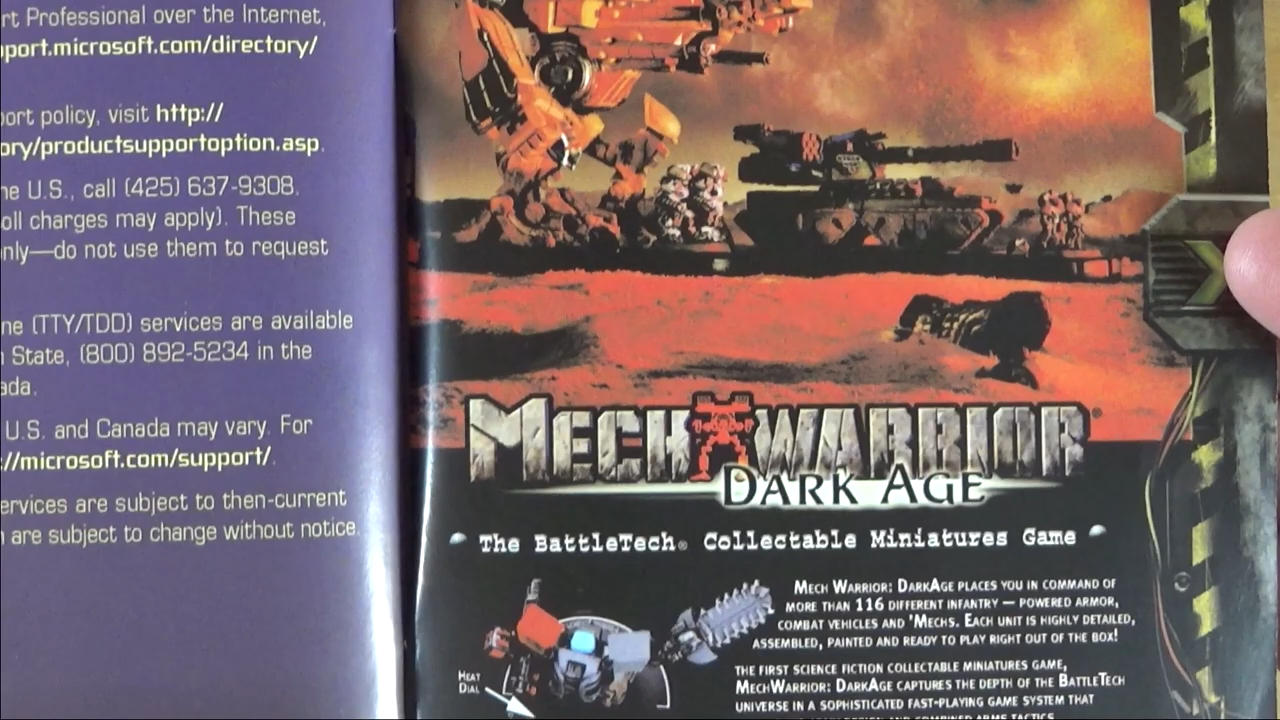 rt Professional over the Internet,
pport.microsoft.com/directory/
port policy, visit http://
ory/productsupportoption.asp.
he U.S., call (425) 637-9308.
oll charges may apply). These
nly—do not use them to request
ne (TTY/TDD) services are available
n State, (800) 892-5234 in the
ada.
U.S. and Canada may vary. For
://microsoft.com/support/.
ervices are subject to then-current
are subject to change without notice.
MECHWARRIOR®
DARK AGE
The BattleTech® Collectable Miniatures Game
MECH WARRIOR: DARKAGE PLACES YOU IN COMMAND OF
MORE THAN 116 DIFFERENT INFANTRY — POWERED ARMOR,
COMBAT VEHICLES AND 'MECHS. EACH UNIT IS HIGHLY DETAILED,
ASSEMBLED, PAINTED AND READY TO PLAY RIGHT OUT OF THE BOX!
HEAT
DIAL
THE FIRST SCIENCE FICTION COLLECTABLE MINIATURES GAME,
MECHWARRIOR: DARKAGE CAPTURES THE DEPTH OF THE BATTLETECH
UNIVERSE IN A SOPHISTICATED FAST-PLAYING GAME SYSTEM THAT